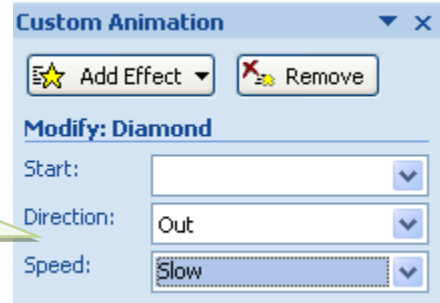 Custom Animation
Add Effect Remove
Modify: Diamond
Start:
Direction: Out
Speed: Slow